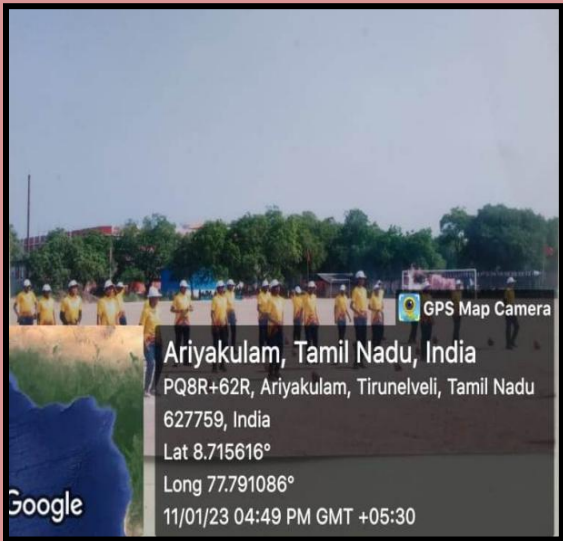 GPS Map Camera
Ariyakulam, Tamil Nadu, India
PQ8R+62R, Ariyakulam, Tirunelveli, Tamil Nadu
627759, India
Lat 8.715616°
Long 77.791086°
11/01/23 04:49 PM GMT +05:30
Google